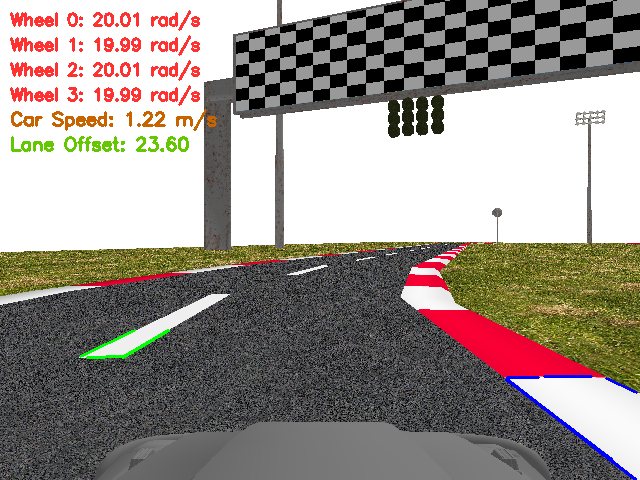 Wheel 0: 20.01 rad/s
Wheel 1: 19.99 rad/s
Wheel 2: 20.01 rad/s
Wheel 3: 19.99 rad/s
Car Speed: 1.22 m/s
Lane Offset: 23.60